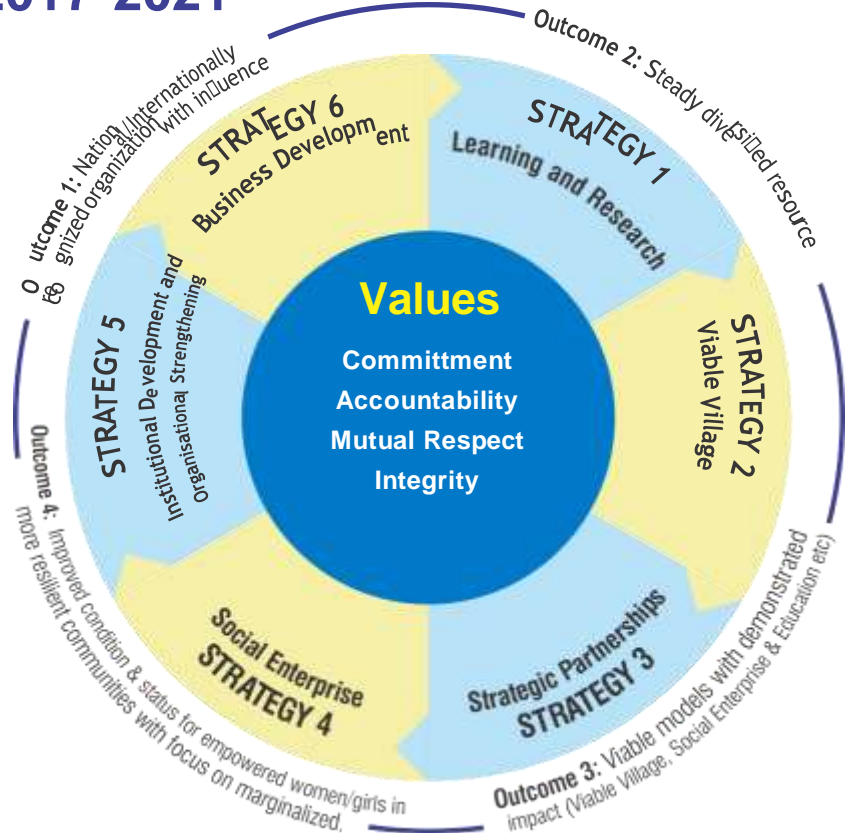 2017-2021
Outcome 1: National/Internationally
recognized organization with influence
Outcome 2: Steady diversified resource
STRATEGY 6
Business Development
STRATEGY 1
Learning and Research
STRATEGY 2
Viable Village
Strategic Partnerships
STRATEGY 3
Social Enterprise
STRATEGY 4
STRATEGY 5
Institutional Development and
Organisational Strengthening
Values
Committment
Accountability
Mutual Respect
Integrity
Outcome 3: Viable models with demonstrated
impact (Viable Village, Social Enterprise & Education etc)
Outcome 4: Improved condition & status for empowered women/girls in
more resilient communities with focus on marginalized.